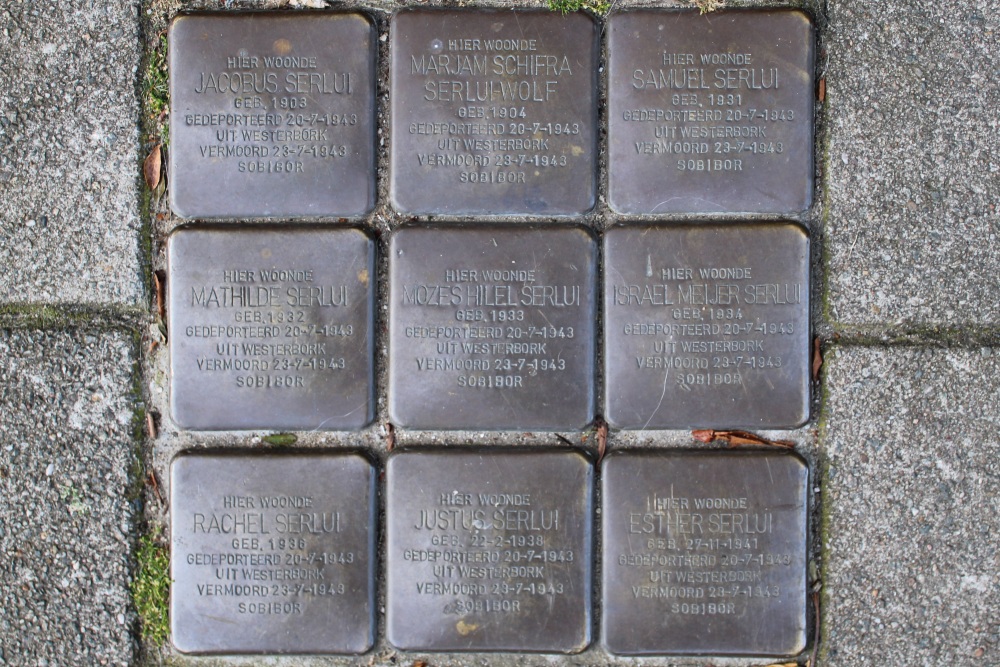 HIER WOONDE
JACOBUS SERLUI
GEB. 1903
GEDEPORTEERD 20-7-1943
UIT WESTERBORK
VERMOORD 23-7-1943
SOBIBOR
HIER WOONDE
MARJAM SCHIFRA
SERLUI-WOLF
GEB. 1904
GEDEPORTEERD 20-7-1943
UIT WESTERBORK
VERMOORD 23-7-1943
SOBIBOR
HIER WOONDE
SAMUEL SERLUI
GEB. 1931
GEDEPORTEERD 20-7-1943
UIT WESTERBORK
VERMOORD 23-7-1943
SOBIBOR
HIER WOONDE
MATHILDE SERLUI
GEB. 1932
GEDEPORTEERD 20-7-1943
UIT WESTERBORK
VERMOORD 23-7-1943
SOBIBOR
HIER WOONDE
MOZES HILEL SERLUI
GEB. 1933
GEDEPORTEERD 20-7-1943
UIT WESTERBORK
VERMOORD 23-7-1943
SOBIBOR
HIER WOONDE
ISRAEL MEIJER SERLUI
GEB. 1934
GEDEPORTEERD 20-7-1943
UIT WESTERBORK
VERMOORD 23-7-1943
SOBIBOR
HIER WOONDE
RACHEL SERLUI
GEB. 1936
GEDEPORTEERD 20-7-1943
UIT WESTERBORK
VERMOORD 23-7-1943
SOBIBOR
HIER WOONDE
JUSTUS SERLUI
GEB. 22-2-1938
GEDEPORTEERD 20-7-1943
UIT WESTERBORK
VERMOORD 23-7-1943
SOBIBOR
HIER WOONDE
ESTHER SERLUI
GEB. 27-11-1941
GEDEPORTEERD 20-7-1943
UIT WESTERBORK
VERMOORD 23-7-1943
SOBIBOR